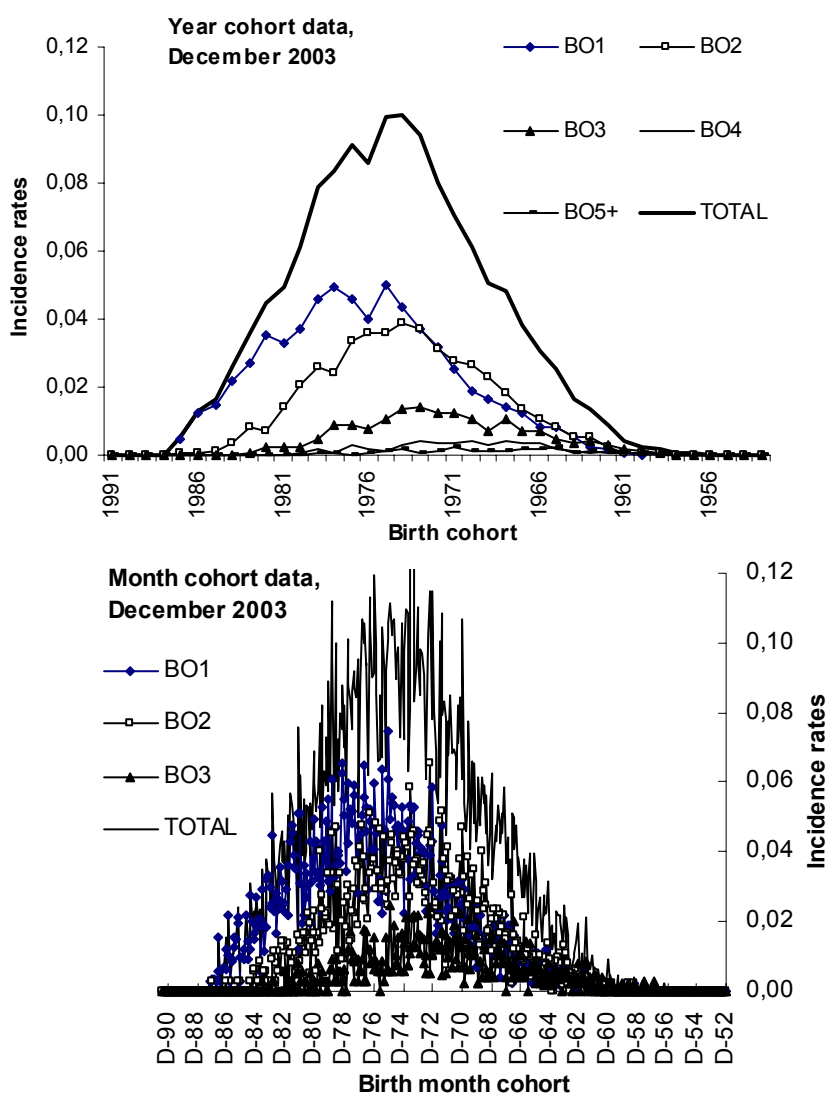 Year cohort data,
December 2003
BO1
BO2
BO3
BO4
BO5+
TOTAL
0,12
0,10
0,08
0,06
0,04
0,02
0,00
Incidence rates
1991
1986
1981
1976
1971
1966
1961
1956
Birth cohort
Month cohort data,
December 2003
BO1
BO2
BO3
TOTAL
0,12
0,10
0,08
0,06
0,04
0,02
0,00
Incidence rates
D-90
D-88
D-86
D-84
D-82
D-80
D-78
D-76
D-74
D-72
D-70
D-68
D-66
D-64
D-62
D-60
D-58
D-56
D-54
D-52
Birth month cohort